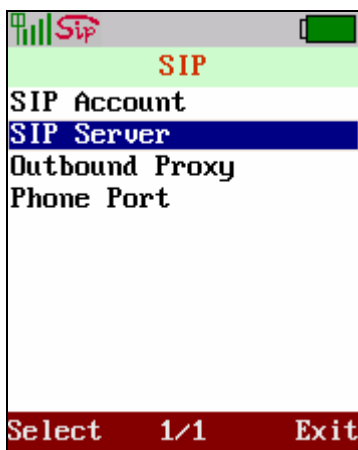 Sip
SIP
SIP Account
SIP Server
Outbound Proxy
Phone Port
Select 1/1 Exit